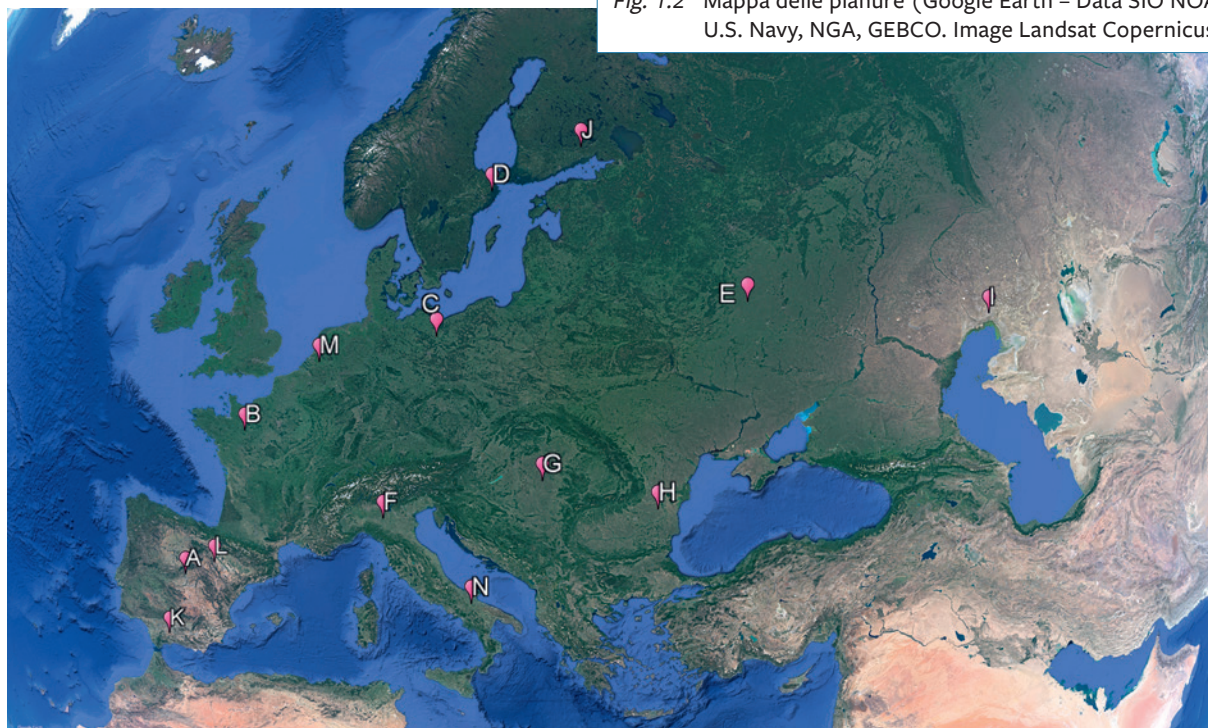 Fig. 1.2 Mappa delle pianure (Google Earth – Data SIO NOA
U.S. Navy, NGA, GEBCO. Image Landsat Copernicus
J
D
E
C
I
M
B
G
H
F
L
A
N
K